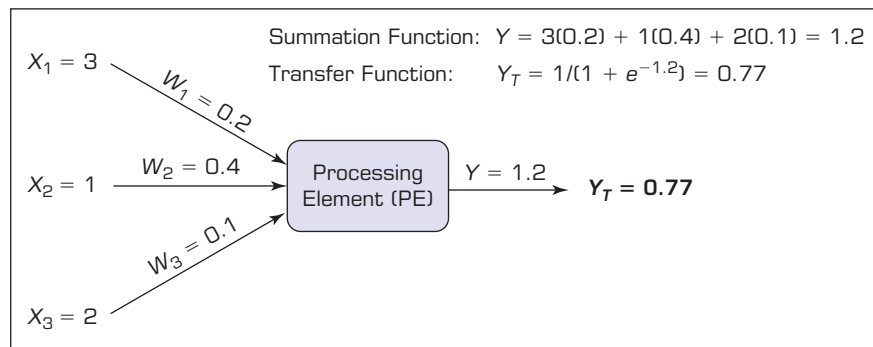 Summation Function: Y = 3(0.2) + 1(0.4) + 2(0.1) = 1.2
Transfer Function: Y_T = 1/(1 + e^{-1.2}) = 0.77
X_1 = 3
W_1 = 0.2
X_2 = 1
W_2 = 0.4
Processing
Element (PE)
Y = 1.2
Y_T = 0.77
W_3 = 0.1
X_3 = 2